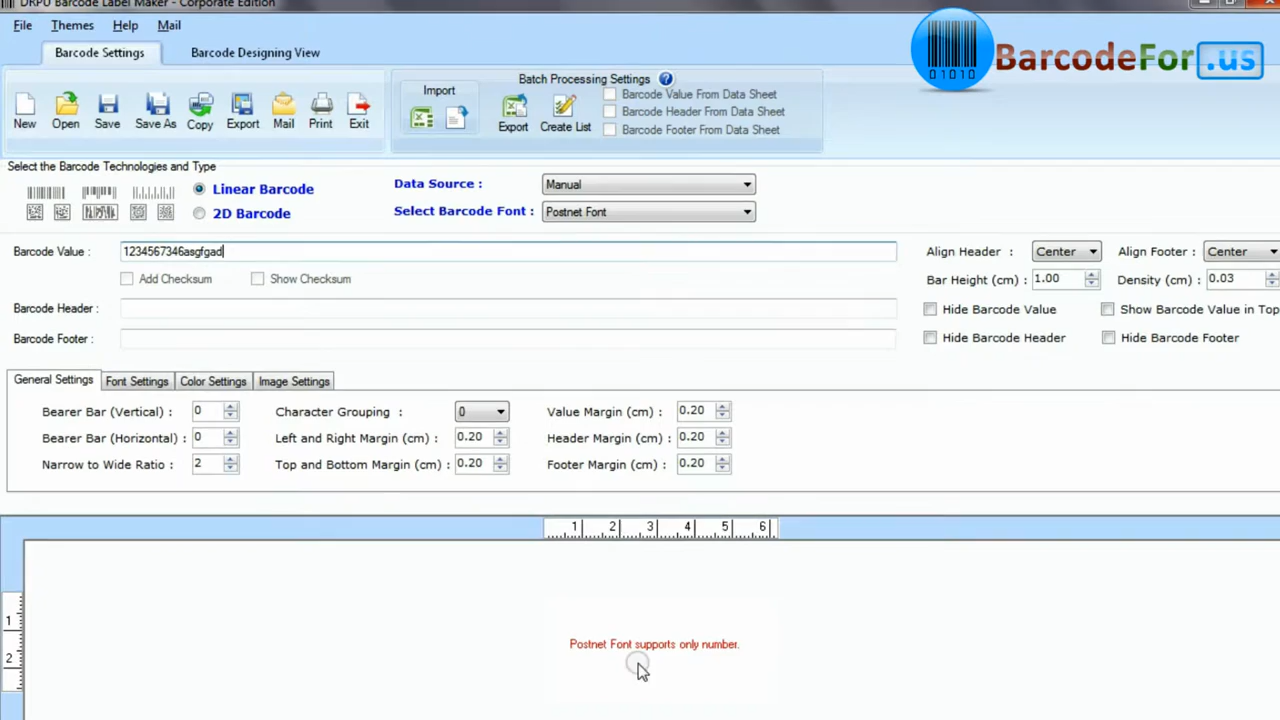 DRPU Barcode Label Maker - Corporate Edition
File Themes Help Mail
BarcodeFor.us
01010
Barcode Settings Barcode Designing View
New Open Save Save As Copy Export Mail Print Exit
Batch Processing Settings ?
Import
Export Create List
Barcode Value From Data Sheet
Barcode Header From Data Sheet
Barcode Footer From Data Sheet
Select the Barcode Technologies and Type
Linear Barcode
2D Barcode
Data Source : Manual
Select Barcode Font : Postnet Font
Barcode Value : 1234567346asgfgad
Add Checksum Show Checksum
Barcode Header :
Barcode Footer :
Align Header : Center Align Footer : Center
Bar Height (cm) : 1.00 Density (cm) : 0.03
Hide Barcode Value Show Barcode Value in Top
Hide Barcode Header Hide Barcode Footer
General Settings Font Settings Color Settings Image Settings
Bearer Bar (Vertical) : 0 Character Grouping : 0 Value Margin (cm) : 0.20
Bearer Bar (Horizontal) : 0 Left and Right Margin (cm) : 0.20 Header Margin (cm) : 0.20
Narrow to Wide Ratio : 2 Top and Bottom Margin (cm) : 0.20 Footer Margin (cm) : 0.20
1 2 3 4 5 6
1
2
Postnet Font supports only number.